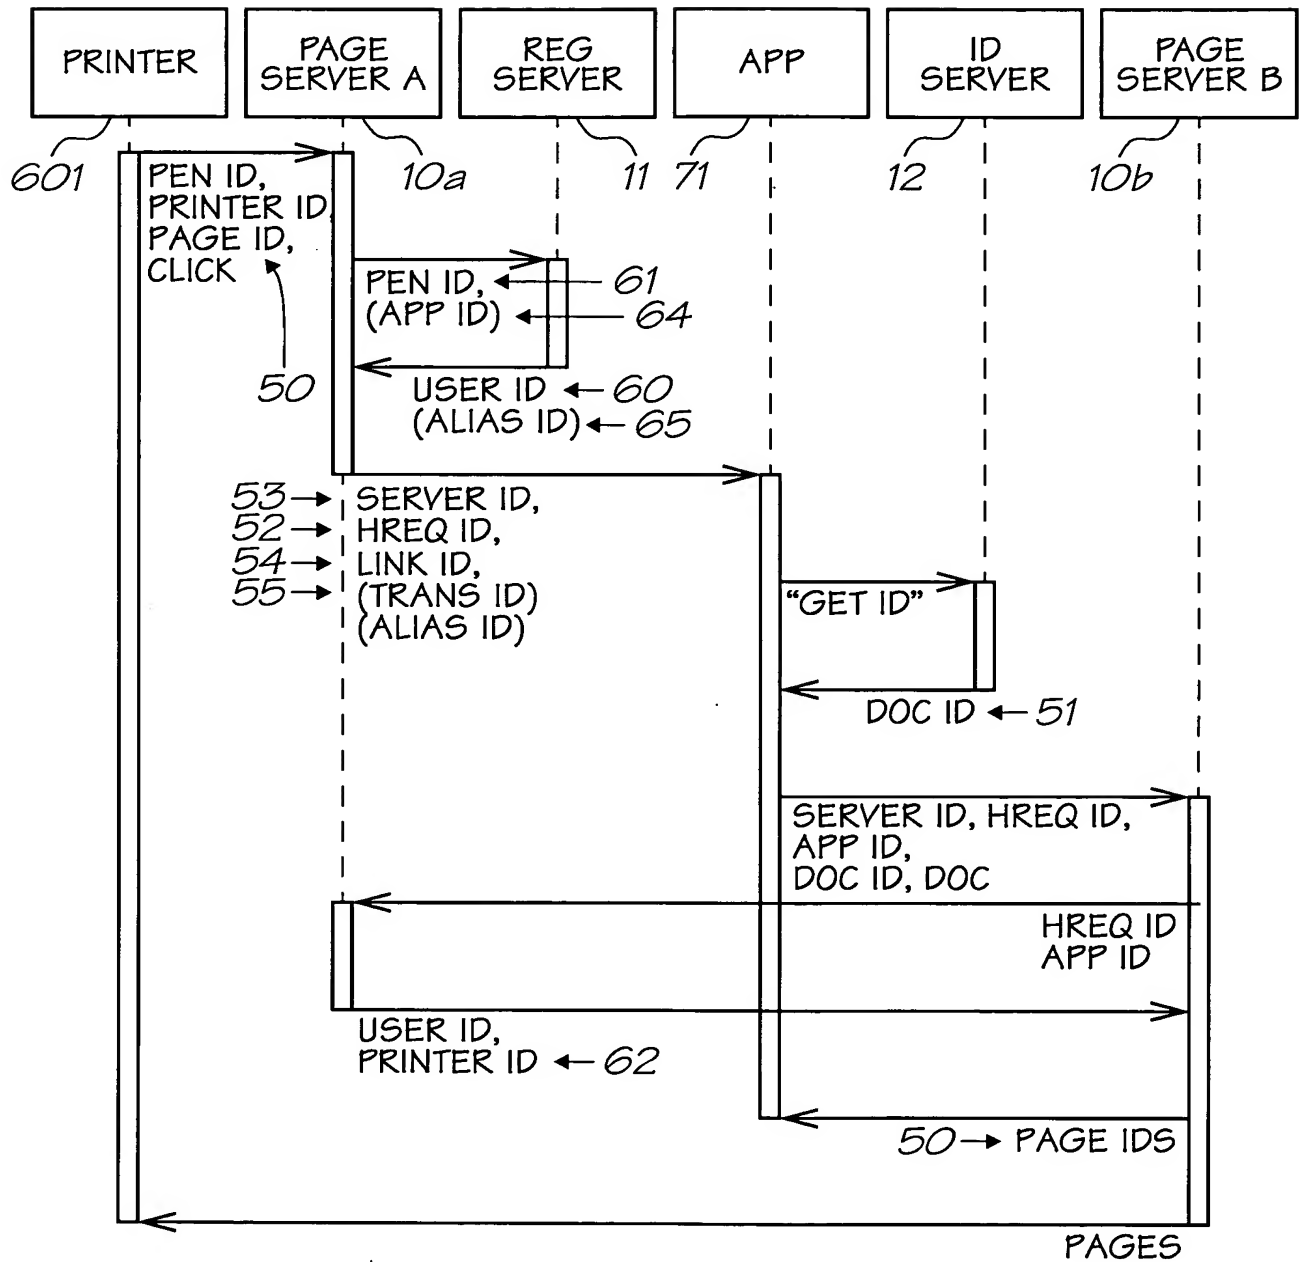 PRINTER
PAGE
SERVER A
REG
SERVER
APP
ID
SERVER
PAGE
SERVER B
601
10a
11
71
12
10b
PEN ID,
PRINTER ID
PAGE ID,
CLICK
50
PEN ID,
61
(APP ID)
64
USER ID
60
(ALIAS ID)
65
53
SERVER ID,
52
HREQ ID,
54
LINK ID,
55
(TRANS ID)
(ALIAS ID)
"GET ID"
DOC ID
51
SERVER ID, HREQ ID,
APP ID,
DOC ID, DOC
HREQ ID
APP ID
USER ID,
PRINTER ID
62
50
PAGE IDS
PAGES